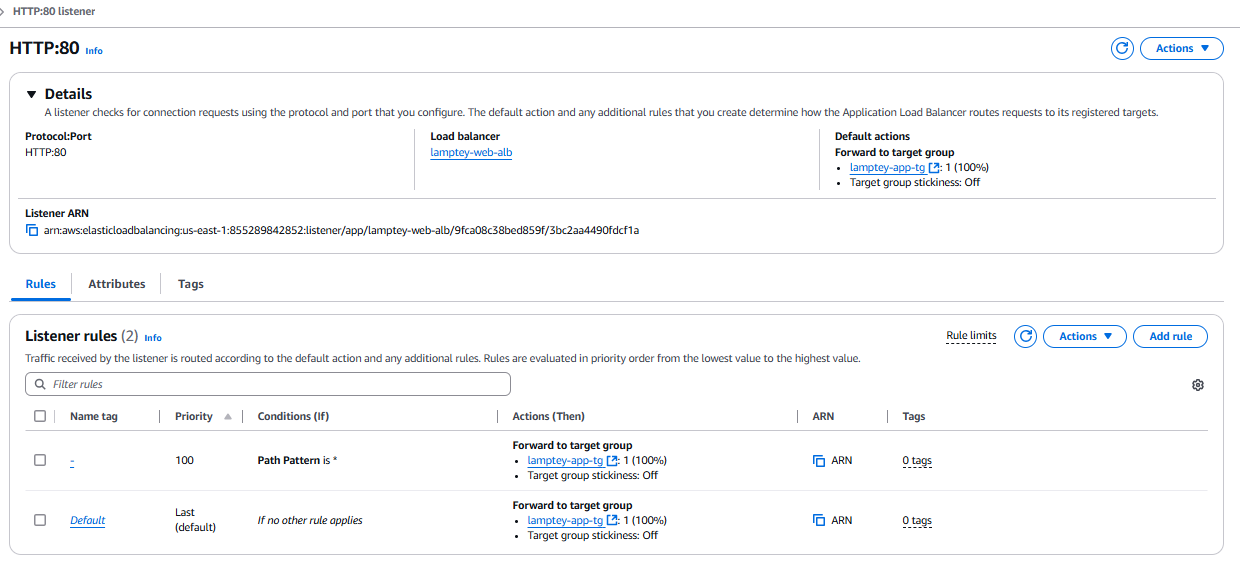 HTTP:80 listener
HTTP:80 Info
Actions
Details
A listener checks for connection requests using the protocol and port that you configure. The default action and any additional rules that you create determine how the Application Load Balancer routes requests to its registered targets.
Protocol:Port
HTTP:80
Load balancer
lamptey-web-alb
Default actions
Forward to target group
• lamptey-app-tg : 1 (100%)
• Target group stickiness: Off
Listener ARN
arn:aws:elasticloadbalancing:us-east-1:855289842852:listener/app/lamptey-web-alb/9fca08c38bed859f/3bc2aa4490fdcf1a
Rules Attributes Tags
Listener rules (2) Info
Rule limits Actions Add rule
Traffic received by the listener is routed according to the default action and any additional rules. Rules are evaluated in priority order from the lowest value to the highest value.
Filter rules
Name tag Priority Conditions (If) Actions (Then) ARN Tags
Forward to target group
- 100 Path Pattern is * • lamptey-app-tg : 1 (100%) ARN 0 tags
• Target group stickiness: Off
Forward to target group
Default Last (default) If no other rule applies • lamptey-app-tg : 1 (100%) ARN 0 tags
• Target group stickiness: Off